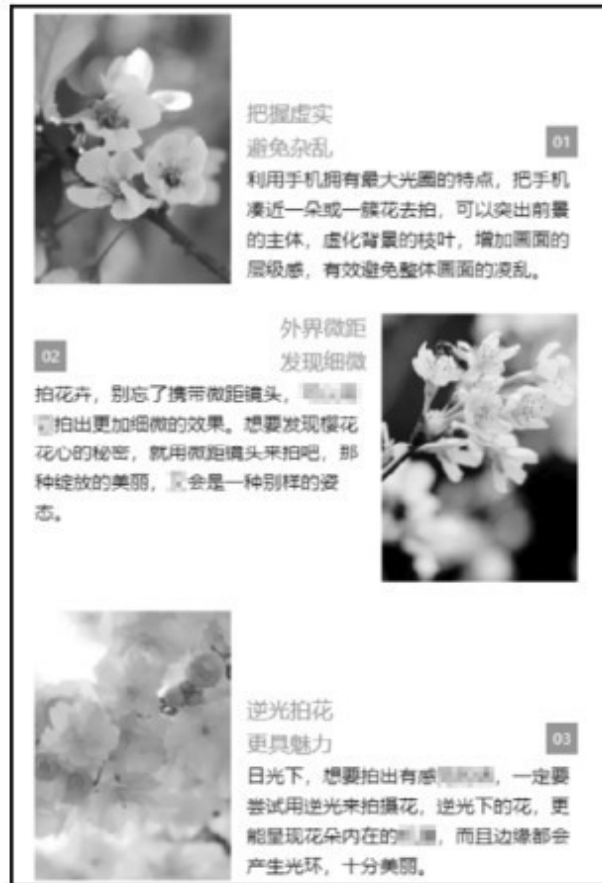 把握虚实
避免杂乱
01
利用手机拥有最大光圈的特点，把手机
凑近一朵或一簇花去拍，可以突出前景
的主体，虚化背景的枝叶，增加画面的
层级感，有效避免整体画面的凌乱。
外界微距
02
发现细微
拍花卉，别忘了携带微距镜头，
拍出更加细微的效果。想要发现樱花
花心的秘密，就用微距镜头来拍吧，那
种绽放的美丽，会是一种别样的姿
态。
逆光拍花
更具魅力
03
日光下，想要拍出有感，一定要
尝试用逆光来拍摄花，逆光下的花，更
能呈现花朵内在的，而且边缘都会
产生光环，十分美丽。